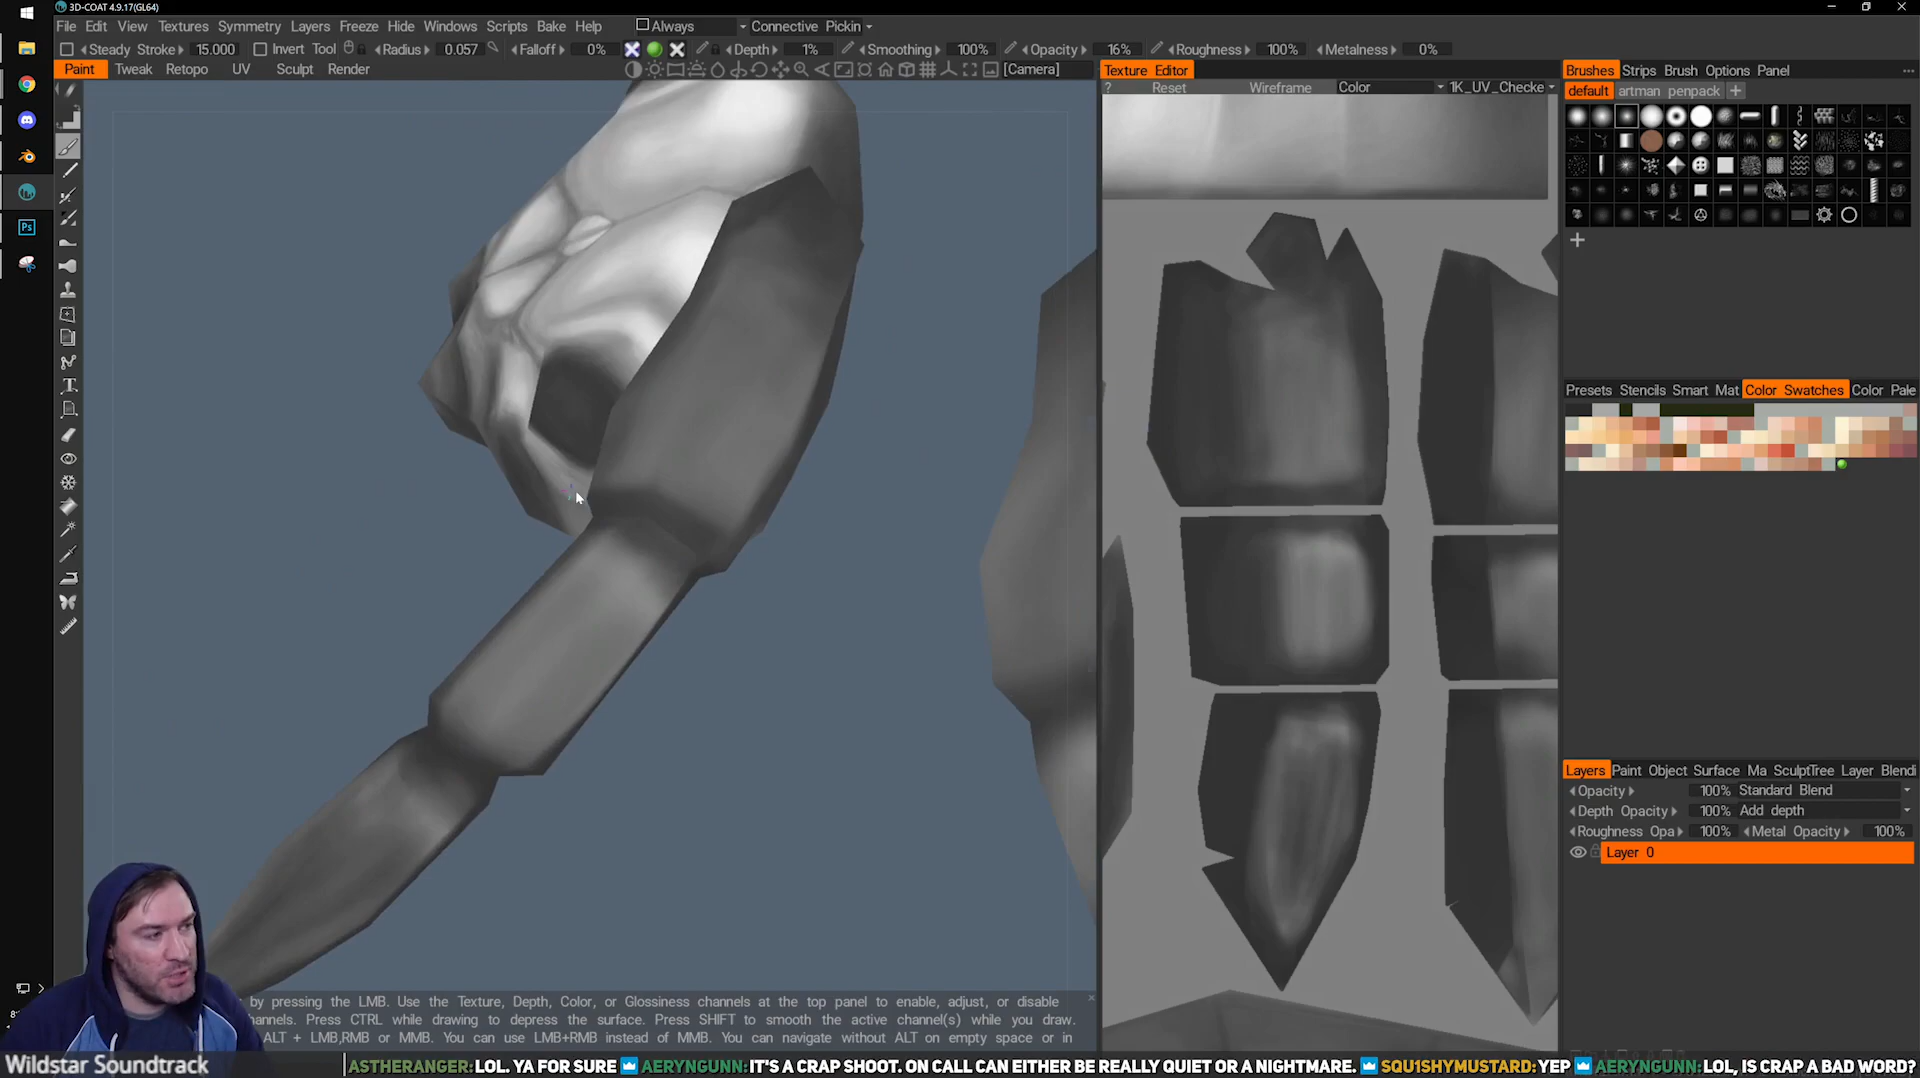 3D-COAT 4.9.17(GL64)
File Edit View Textures Symmetry Layers Freeze Hide Windows Scripts Bake Help Always Connective Pickin
Steady Stroke 15.000 Invert Tool Radius 0.057 Falloff 0% Depth 1% Smoothing 100% Opacity 16% Roughness 100% Metalness 0%
Paint Tweak Retopo UV Sculpt Render [Camera]
Texture Editor
? Reset Wireframe Color 1K_UV_Checke
Brushes Strips Brush Options Panel
default artman penpack +
Presets Stencils Smart Mat Color Swatches Color Pale
Layers Paint Object Surface Ma SculptTree Layer Blendi
Opacity 100% Standard Blend
Depth Opacity 100% Add depth
Roughness Opa 100% Metal Opacity 100%
Layer 0
by pressing the LMB. Use the Texture, Depth, Color, or Glossiness channels at the top panel to enable, adjust, or disable
hannels. Press CTRL while drawing to depress the surface. Press SHIFT to smooth the active channel(s) while you draw.
ALT + LMB,RMB or MMB. You can use LMB+RMB instead of MMB. You can navigate without ALT on empty space or in
Wildstar Soundtrack
ASTHERANGER: LOL. YA FOR SURE AERYNGUNN: IT'S A CRAP SHOOT. ON CALL CAN EITHER BE REALLY QUIET OR A NIGHTMARE. SQU1SHYMUSTARD: YEP AERYNGUNN: LOL, IS CRAP A BAD WORD?